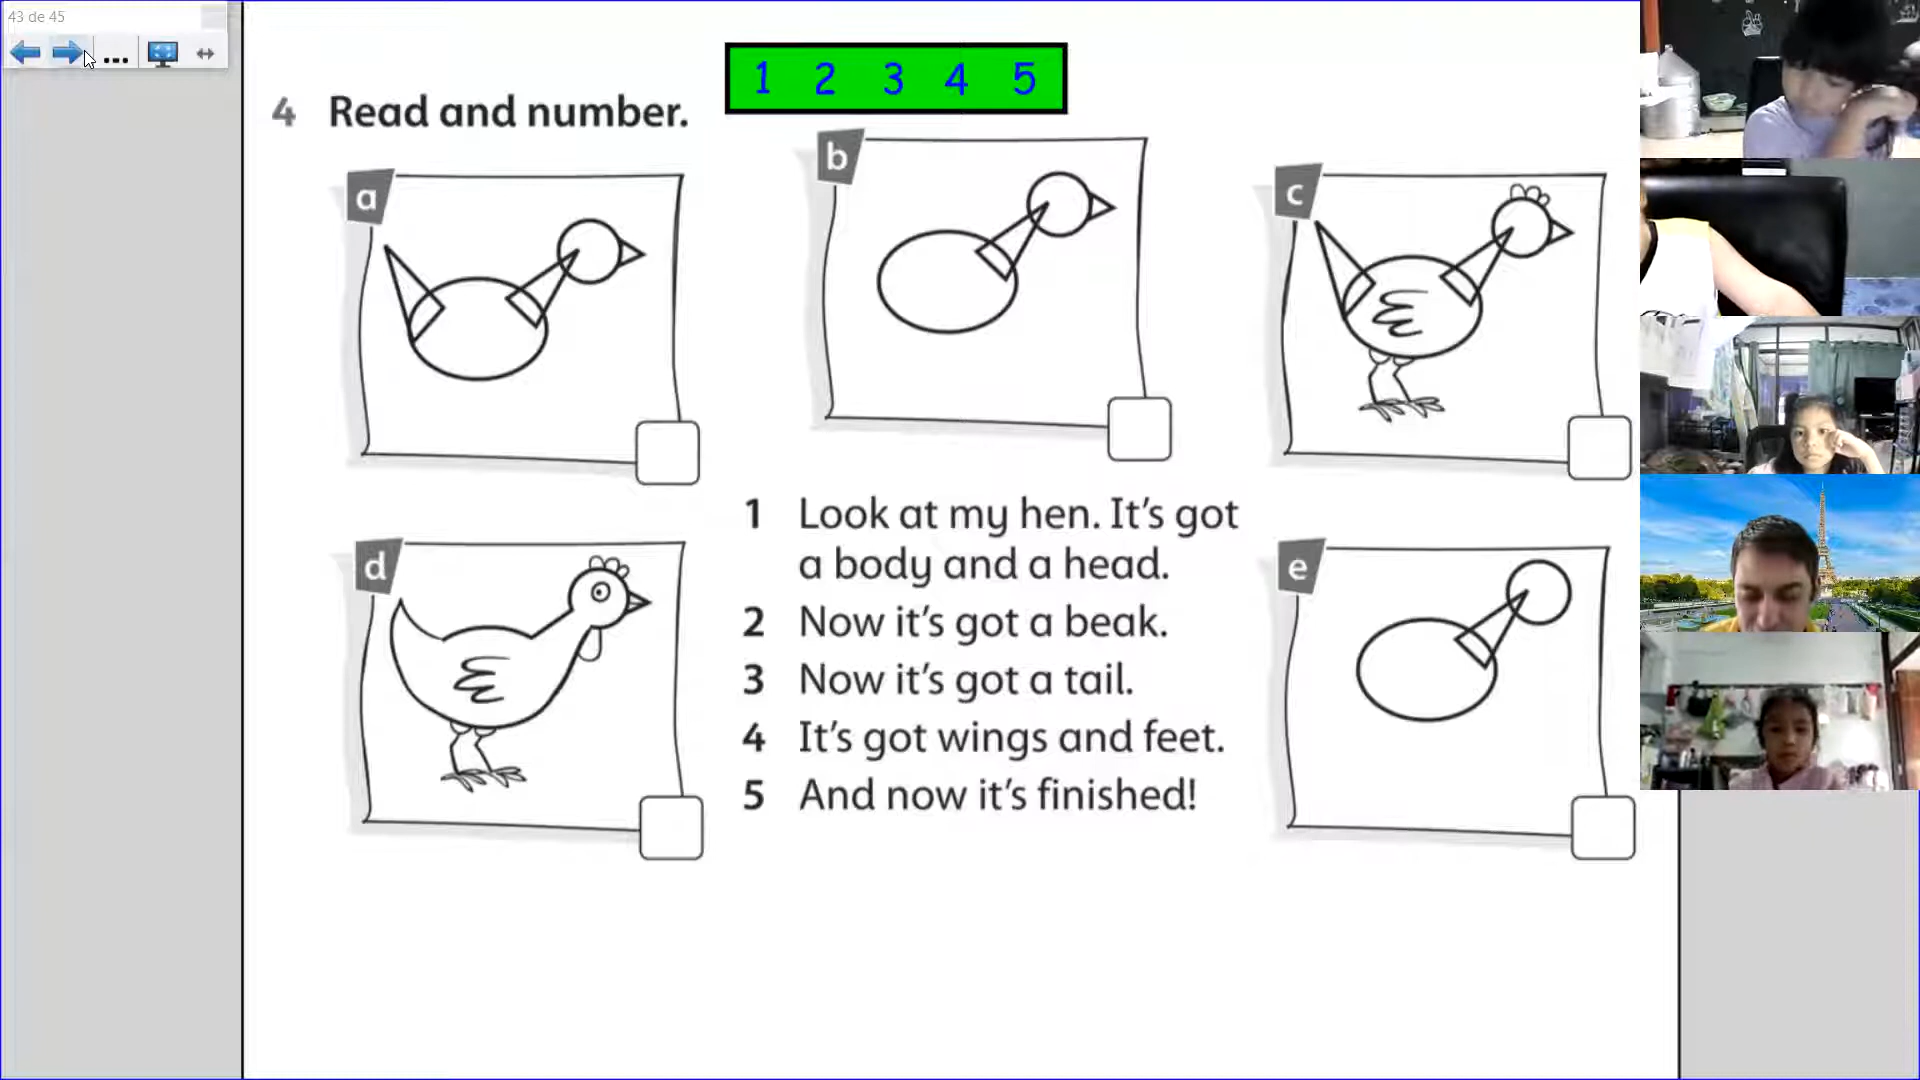 43 de 45
...
1 2 3 4 5
4 Read and number.
a
b
c
1 Look at my hen. It's got
a body and a head.
2 Now it's got a beak.
3 Now it's got a tail.
4 It's got wings and feet.
5 And now it's finished!
d
e